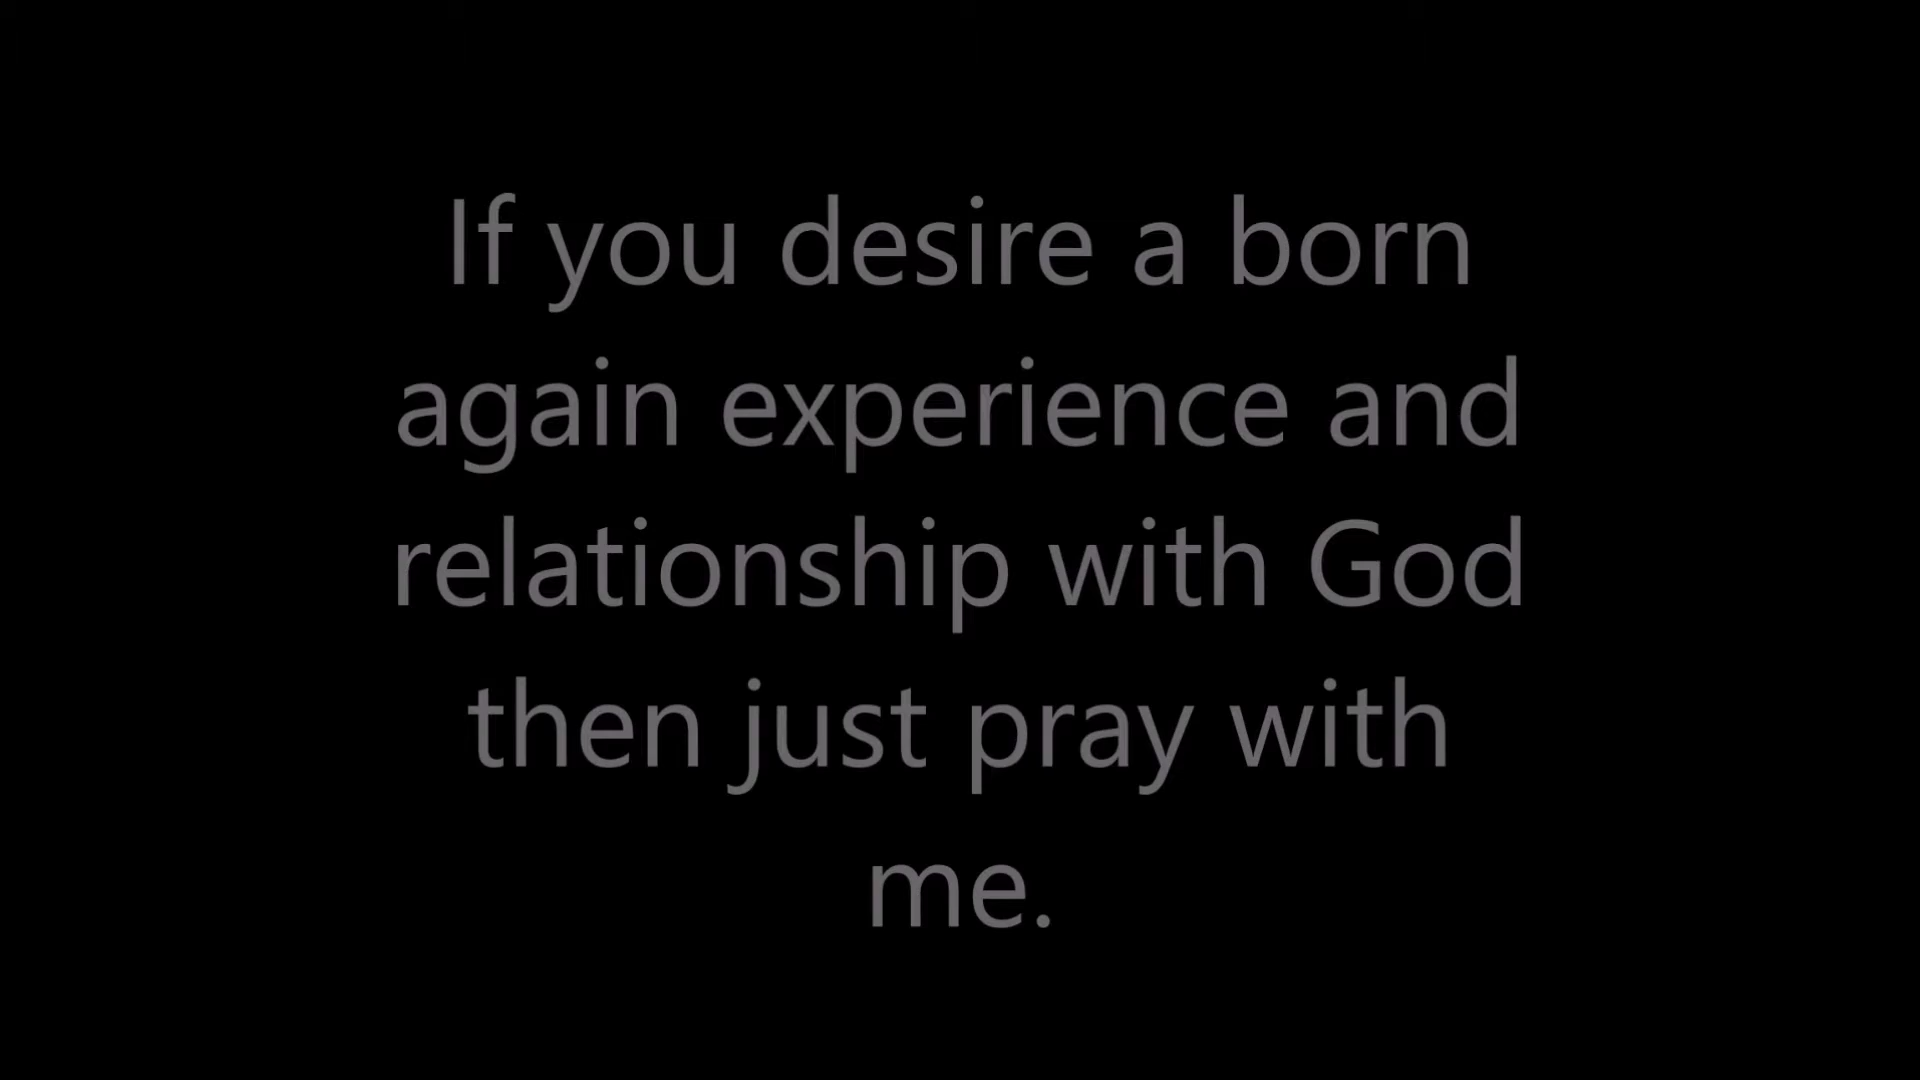 If you desire a born
again experience and
relationship with God
then just pray with
me.